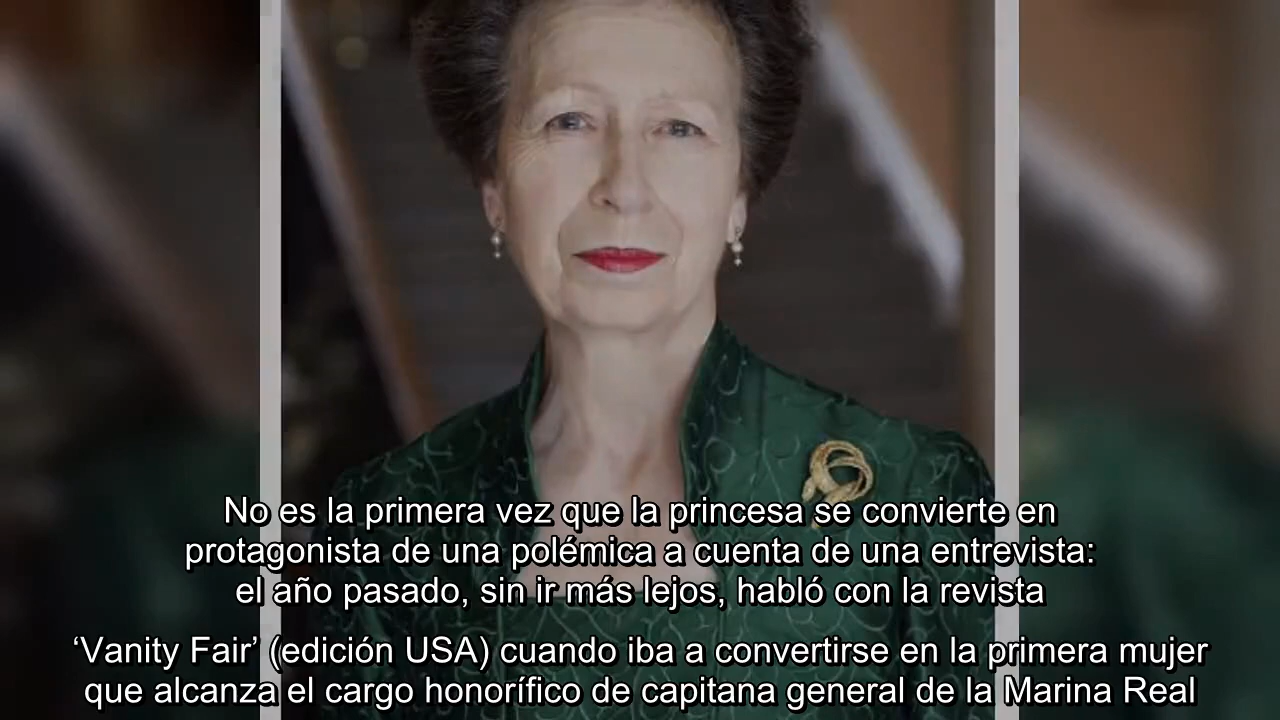 No es la primera vez que la princesa se convierte en
protagonista de una polémica a cuenta de una entrevista:
el año pasado, sin ir más lejos, habló con la revista
‘Vanity Fair’ (edición USA) cuando iba a convertirse en la primera mujer
que alcanza el cargo honorífico de capitana general de la Marina Real